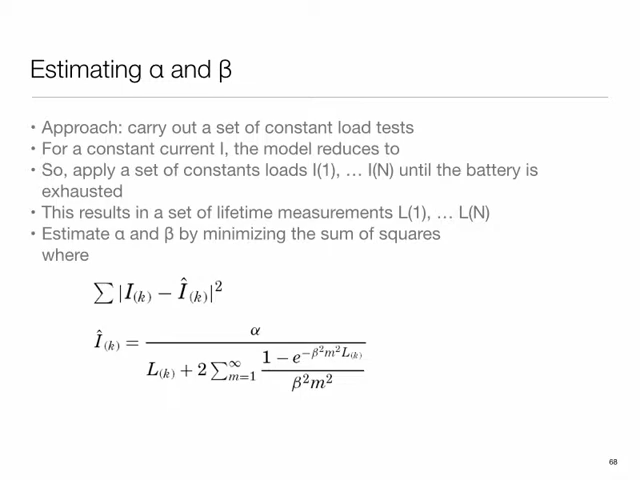 Estimating α and β
• Approach: carry out a set of constant load tests
• For a constant current I, the model reduces to
• So, apply a set of constants loads I(1), … I(N) until the battery is
exhausted
• This results in a set of lifetime measurements L(1), … L(N)
• Estimate α and β by minimizing the sum of squares
where
∑ |I₍ₖ₎ − Î₍ₖ₎|²
Î₍ₖ₎ = α / (L₍ₖ₎ + 2 ∑_{m=1}^{∞} (1 − e^{−β²m²L₍ₖ₎}) / (β²m²))
68